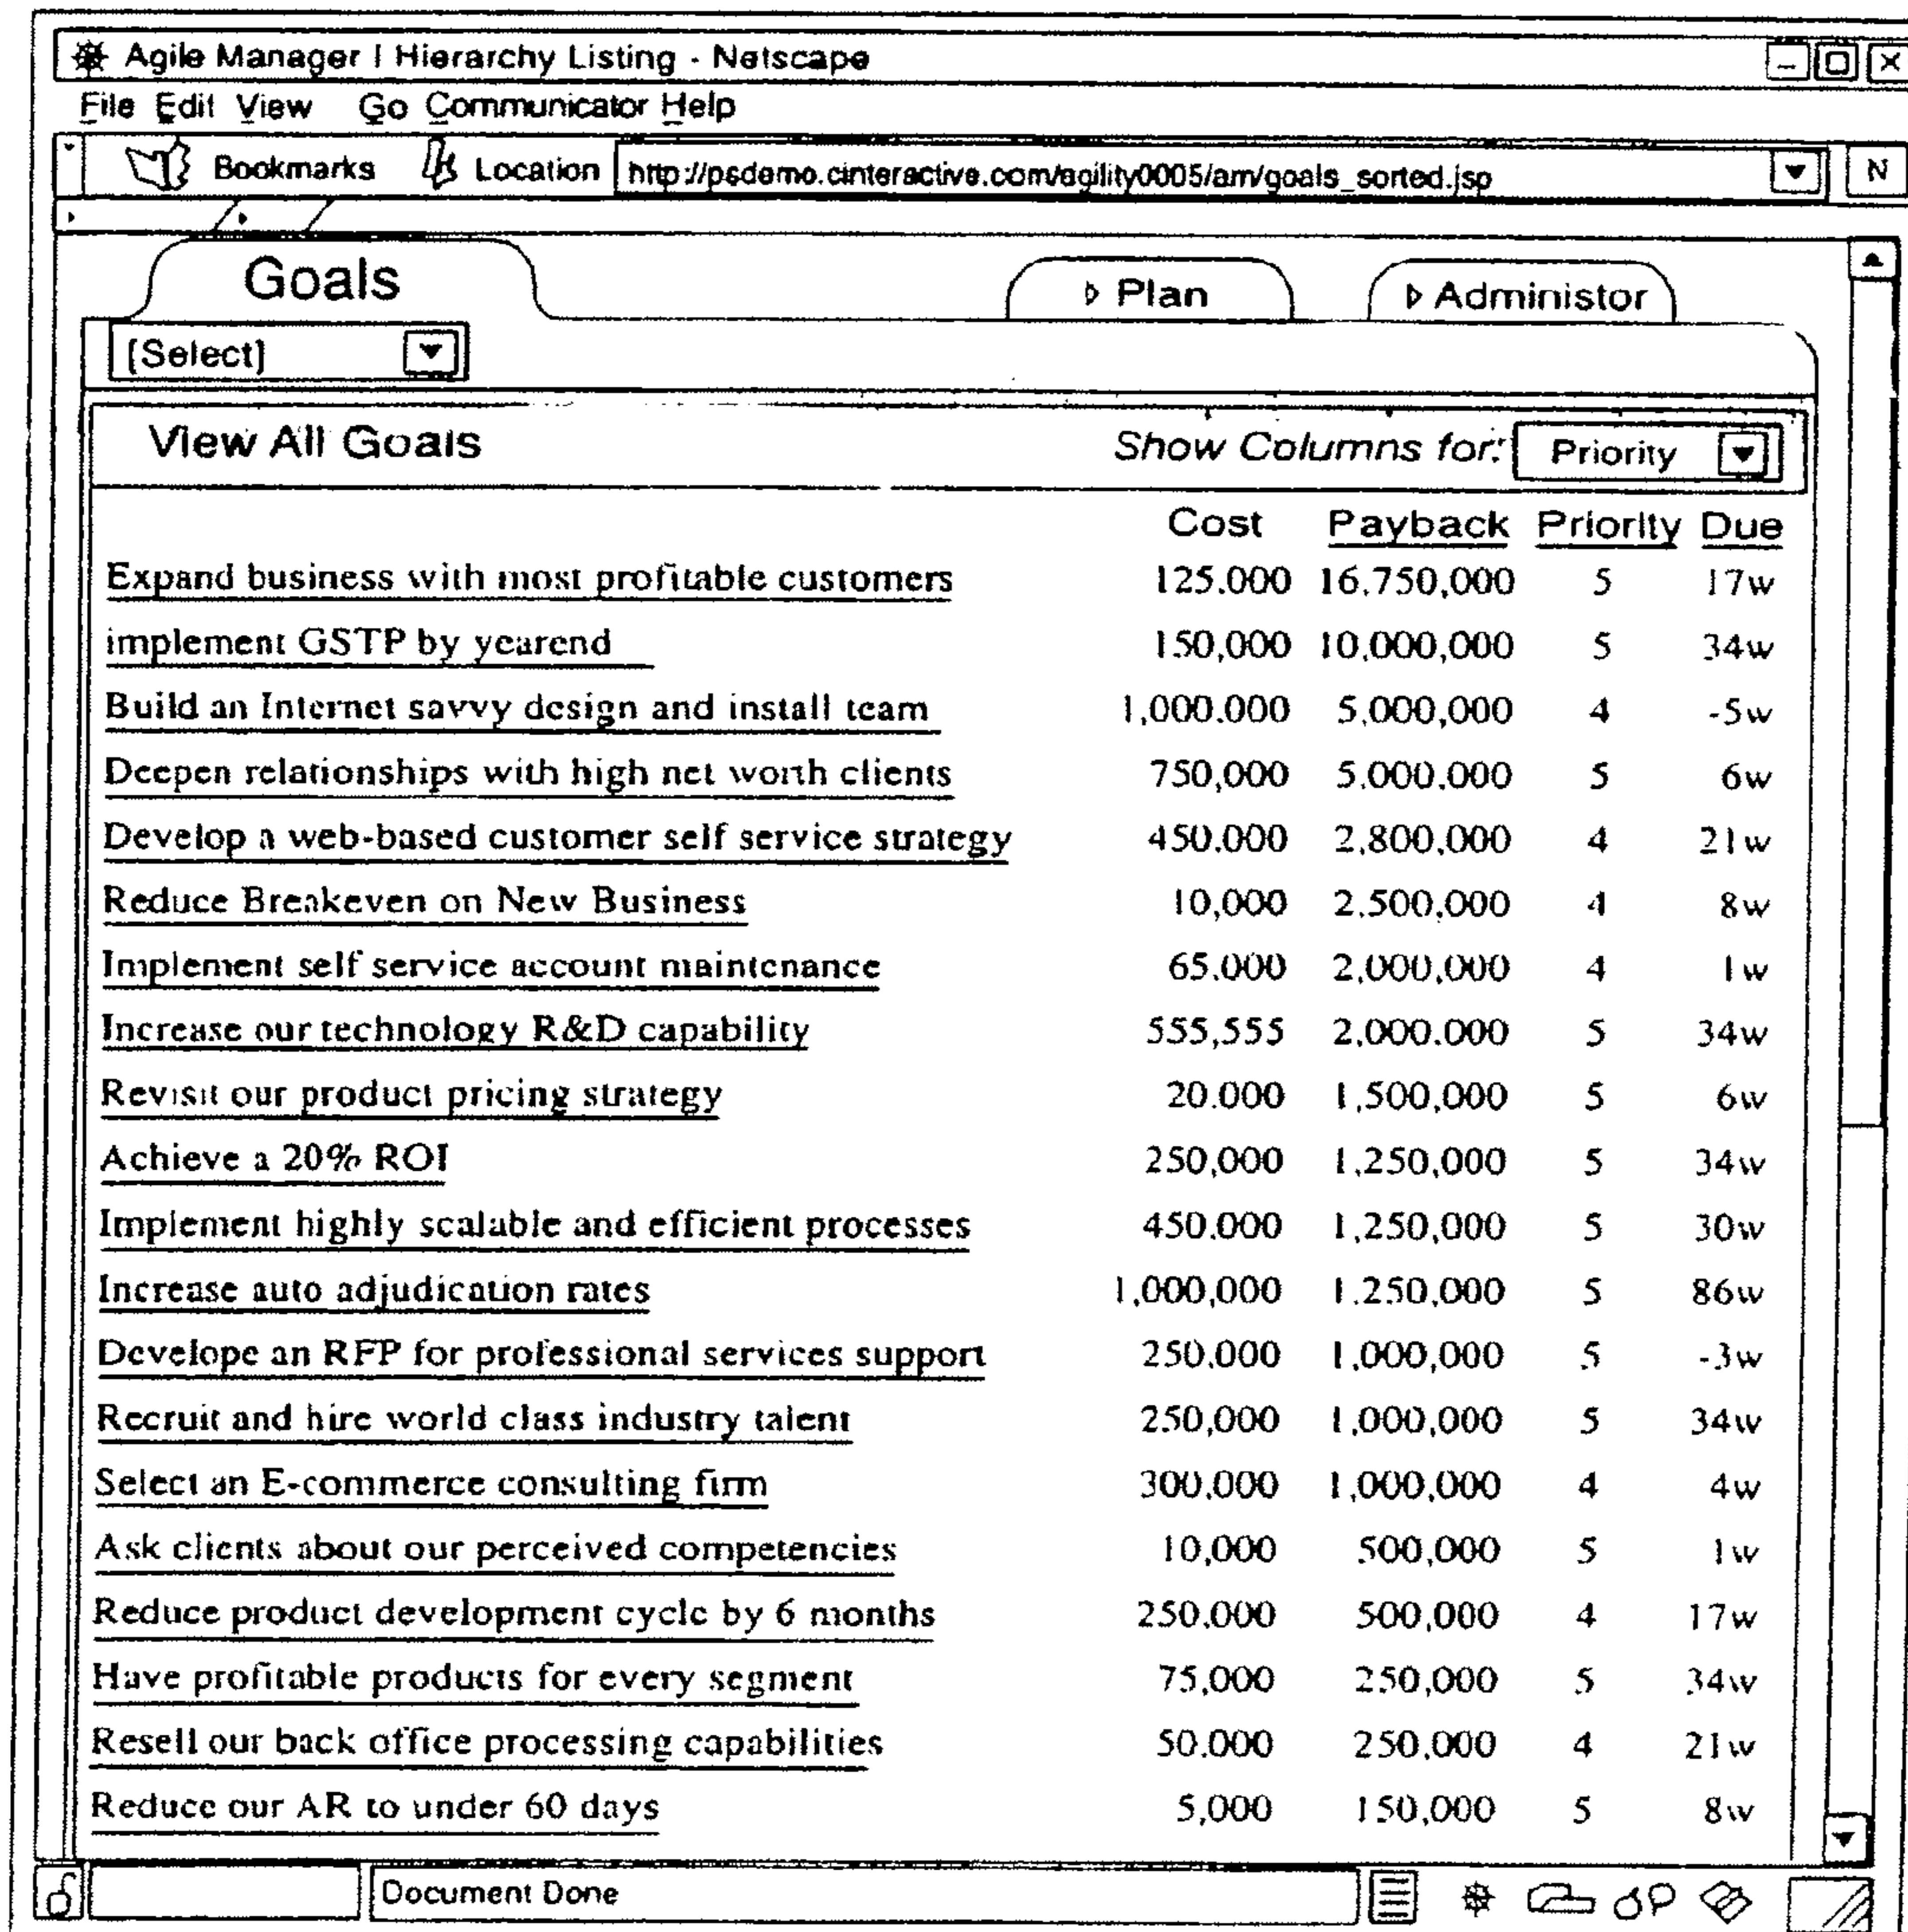 Agile Manager | Hierarchy Listing - Netscape
File Edit View Go Communicator Help
Bookmarks Location http://psdemo.cinteractive.com/agility0005/am/goals_sorted.jsp N
Goals Plan Administor
[Select]
View All Goals Show Columns for: Priority
Cost Payback Priority Due
Expand business with most profitable customers 125.000 16.750,000 5 17w
implement GSTP by yearend 150,000 10,000,000 5 34w
Build an Internet savvy design and install team 1,000.000 5,000,000 4 -5w
Deepen relationships with high net worth clients 750,000 5.000.000 5 6w
Develop a web-based customer self service strategy 450.000 2,800,000 4 21w
Reduce Breakeven on New Business 10,000 2.500,000 4 8w
Implement self service account maintenance 65.000 2,000,000 4 1w
Increase our technology R&D capability 555,555 2,000.000 5 34w
Revisit our product pricing strategy 20.000 1,500,000 5 6w
Achieve a 20% ROI 250,000 1,250,000 5 34w
Implement highly scalable and efficient processes 450.000 1,250,000 5 30w
Increase auto adjudication rates 1,000,000 1.250,000 5 86w
Develope an RFP for professional services support 250.000 1,000,000 5 -3w
Recruit and hire world class industry talent 250,000 1,000,000 5 34w
Select an E-commerce consulting firm 300,000 1,000,000 4 4w
Ask clients about our perceived competencies 10,000 500,000 5 1w
Reduce product development cycle by 6 months 250.000 500,000 4 17w
Have profitable products for every segment 75,000 250,000 5 34w
Resell our back office processing capabilities 50.000 250,000 4 21w
Reduce our AR to under 60 days 5,000 150,000 5 8w
Document Done